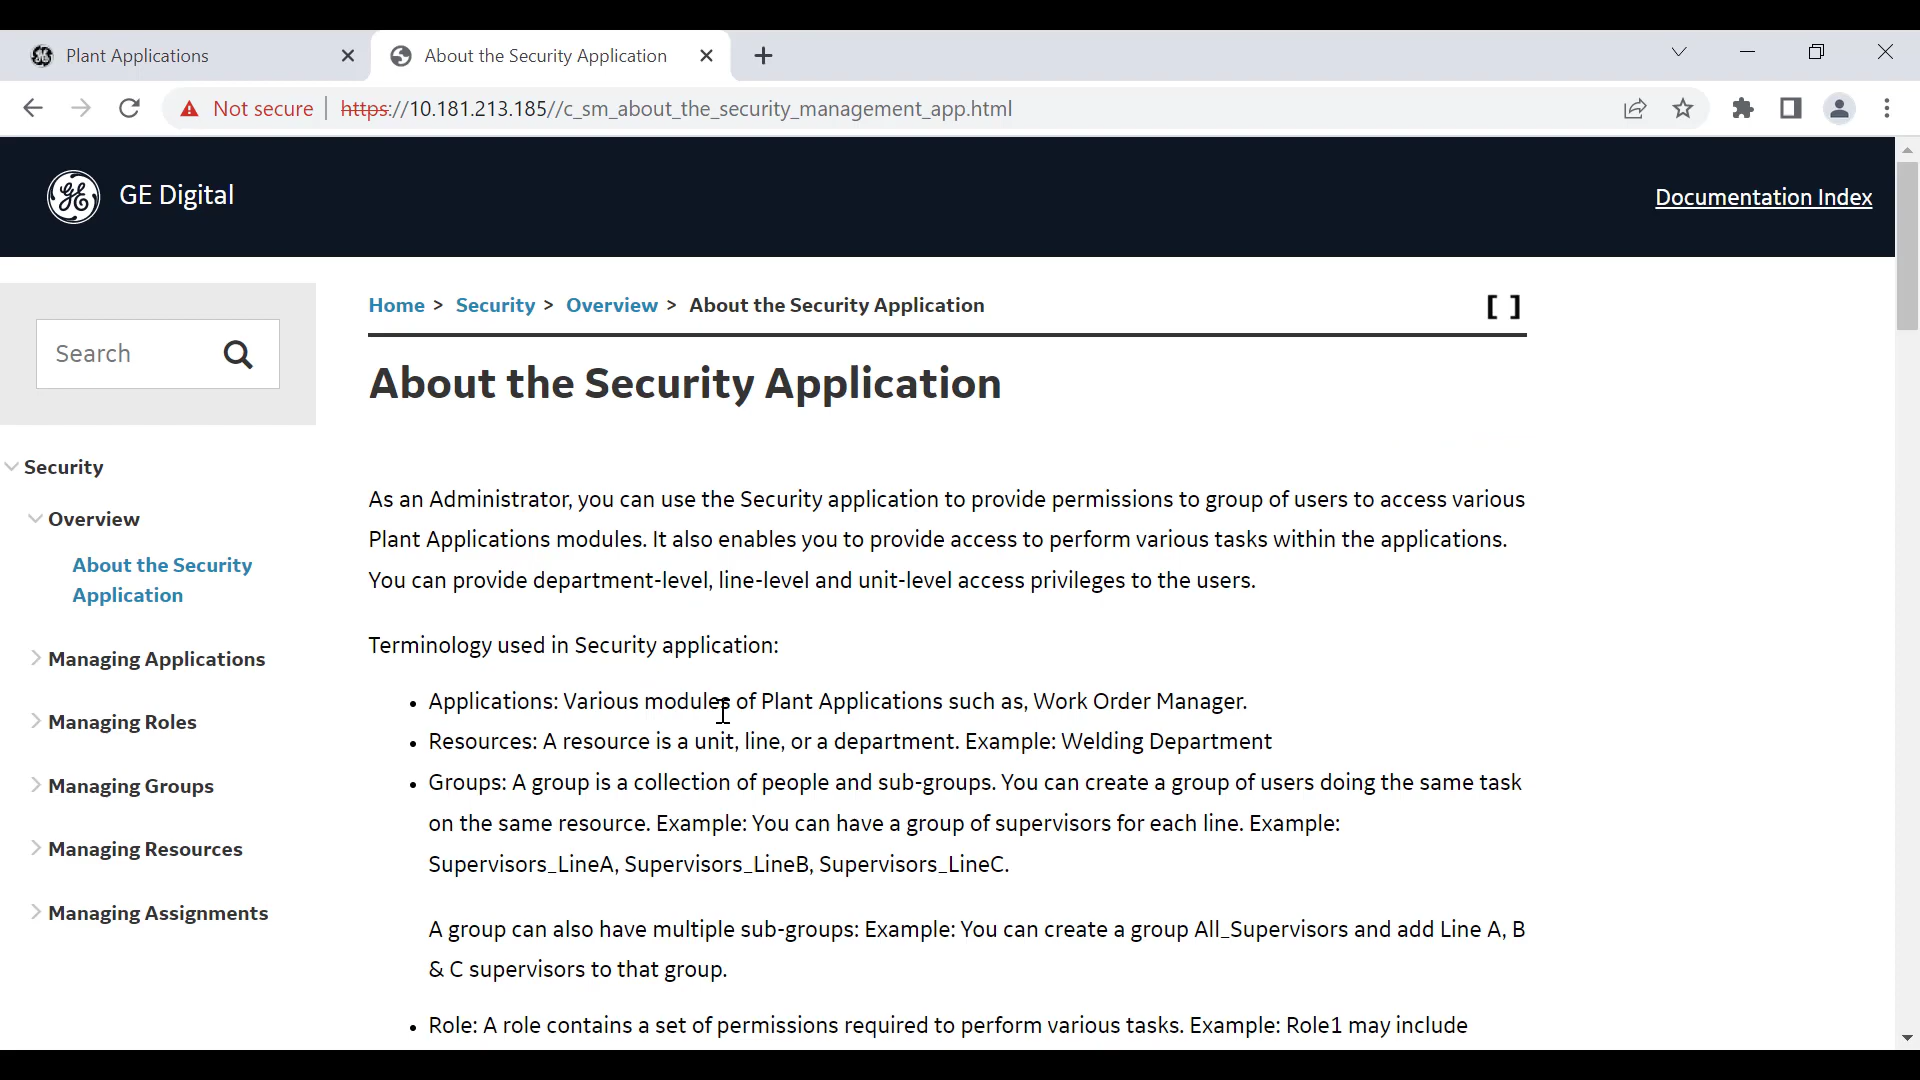 Plant Applications
About the Security Application
Not secure
https://10.181.213.185//c_sm_about_the_security_management_app.html
GE Digital
Documentation Index
Search
Home > Security > Overview > About the Security Application
[ ]
About the Security Application
Security
Overview
About the Security
Application
Managing Applications
Managing Roles
Managing Groups
Managing Resources
Managing Assignments
As an Administrator, you can use the Security application to provide permissions to group of users to access various
Plant Applications modules. It also enables you to provide access to perform various tasks within the applications.
You can provide department-level, line-level and unit-level access privileges to the users.
Terminology used in Security application:
• Applications: Various modules of Plant Applications such as, Work Order Manager.
• Resources: A resource is a unit, line, or a department. Example: Welding Department
• Groups: A group is a collection of people and sub-groups. You can create a group of users doing the same task
on the same resource. Example: You can have a group of supervisors for each line. Example:
Supervisors_LineA, Supervisors_LineB, Supervisors_LineC.
A group can also have multiple sub-groups: Example: You can create a group All_Supervisors and add Line A, B
& C supervisors to that group.
• Role: A role contains a set of permissions required to perform various tasks. Example: Role1 may include